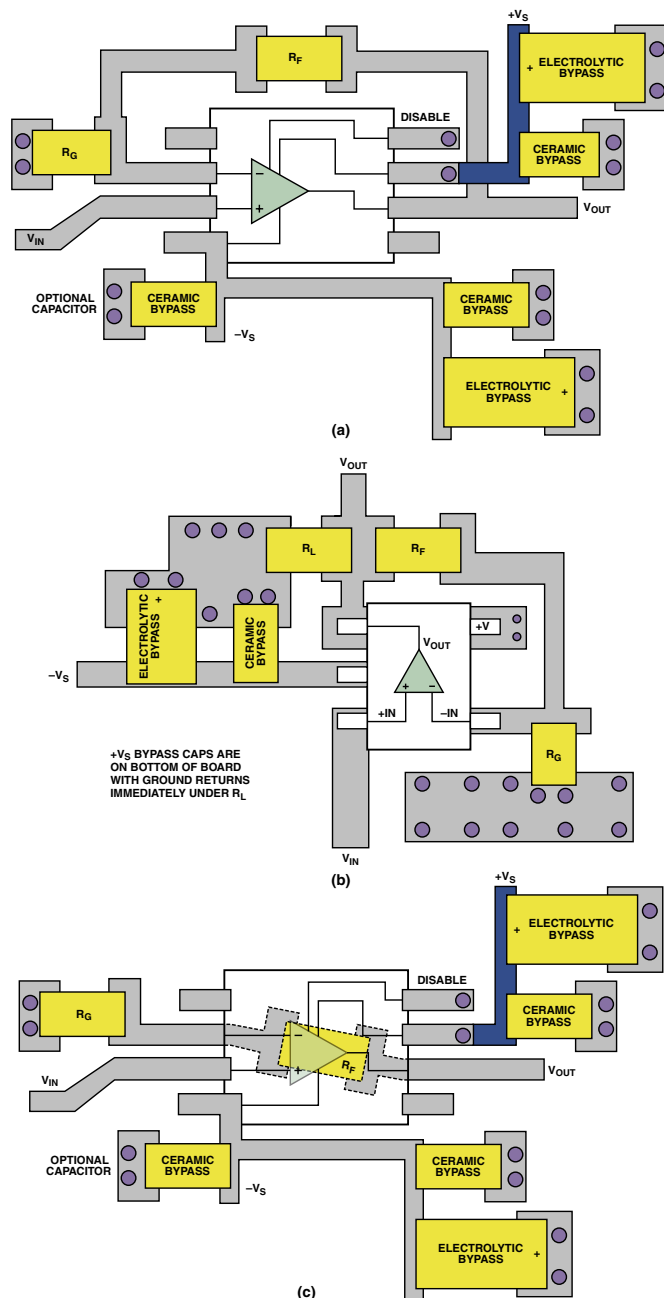 +VS
RF
+ ELECTROLYTIC
BYPASS
DISABLE
RG
CERAMIC
BYPASS
–
+
VOUT
VIN
OPTIONAL
CAPACITOR
CERAMIC
BYPASS
CERAMIC
BYPASS
–VS
ELECTROLYTIC
BYPASS +
(a)
VOUT
RL
RF
ELECTROLYTIC
BYPASS +
CERAMIC
BYPASS
+V
VOUT
–VS
+ –
+IN
–IN
RG
+VS BYPASS CAPS ARE
ON BOTTOM OF BOARD
WITH GROUND RETURNS
IMMEDIATELY UNDER RL
VIN
(b)
+VS
+ ELECTROLYTIC
BYPASS
DISABLE
RG
CERAMIC
BYPASS
–
+
RF
VOUT
VIN
OPTIONAL
CAPACITOR
CERAMIC
BYPASS
CERAMIC
BYPASS
–VS
ELECTROLYTIC
BYPASS +
(c)